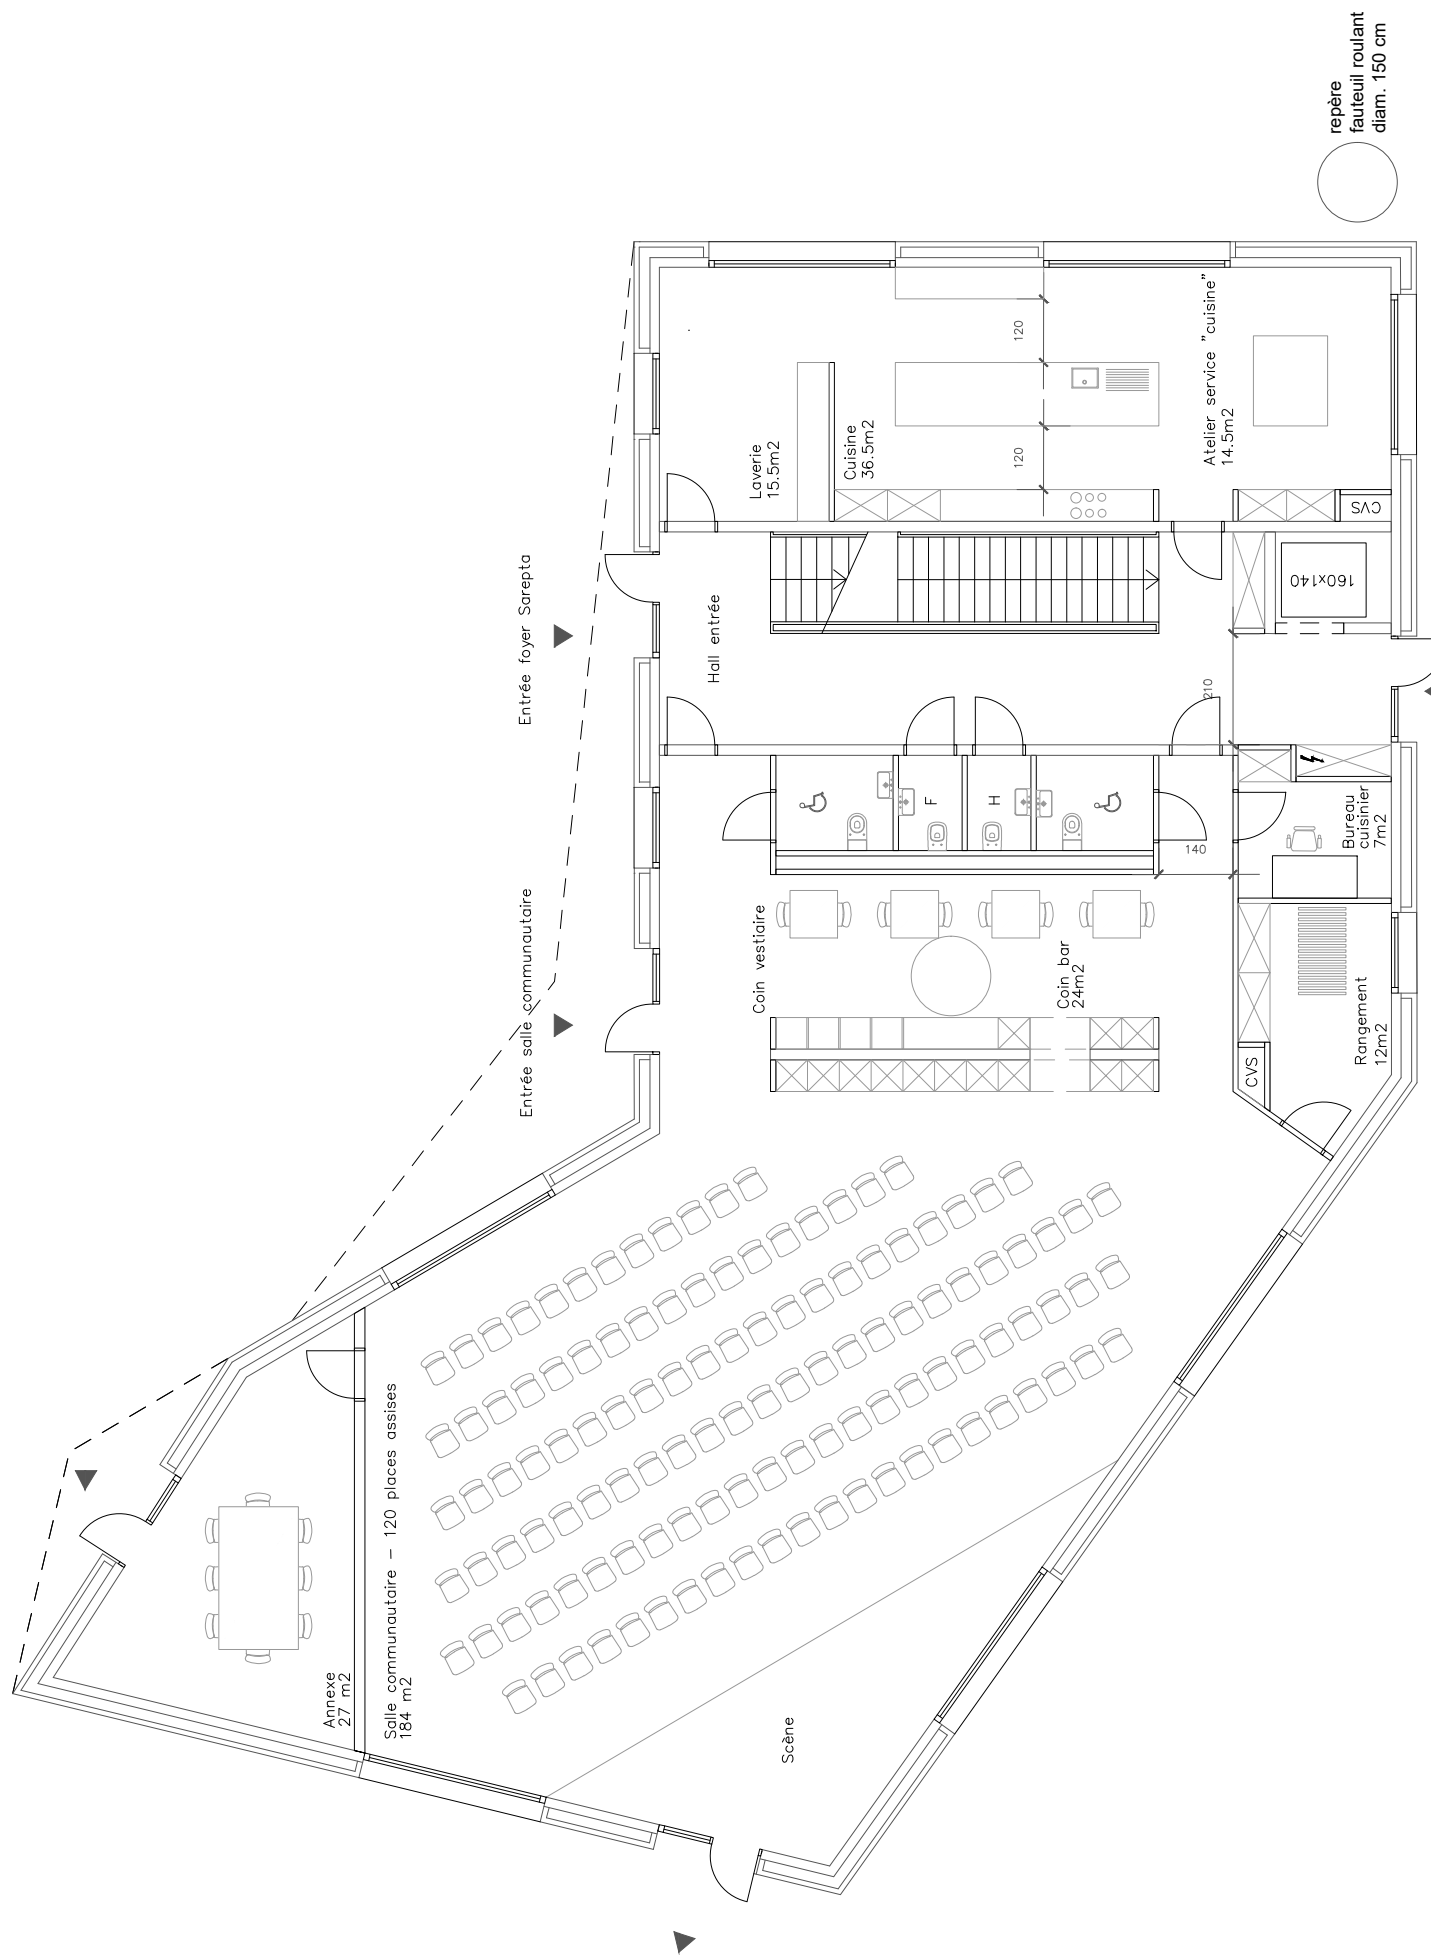 repère
fauteuil roulant
diam. 150 cm
Entrée foyer Sarepta
Entrée salle communautaire
Hall entrée
Laverie
15.5m2
Cuisine
36.5m2
120
120
Atelier service "cuisine"
14.5m2
CVS
160x140
210
F
H
140
Bureau
cuisinier
7m2
Coin vestiaire
Coin bar
24m2
Rangement
12m2
CVS
Annexe
27 m2
Salle communautaire – 120 places assises
184 m2
Scène